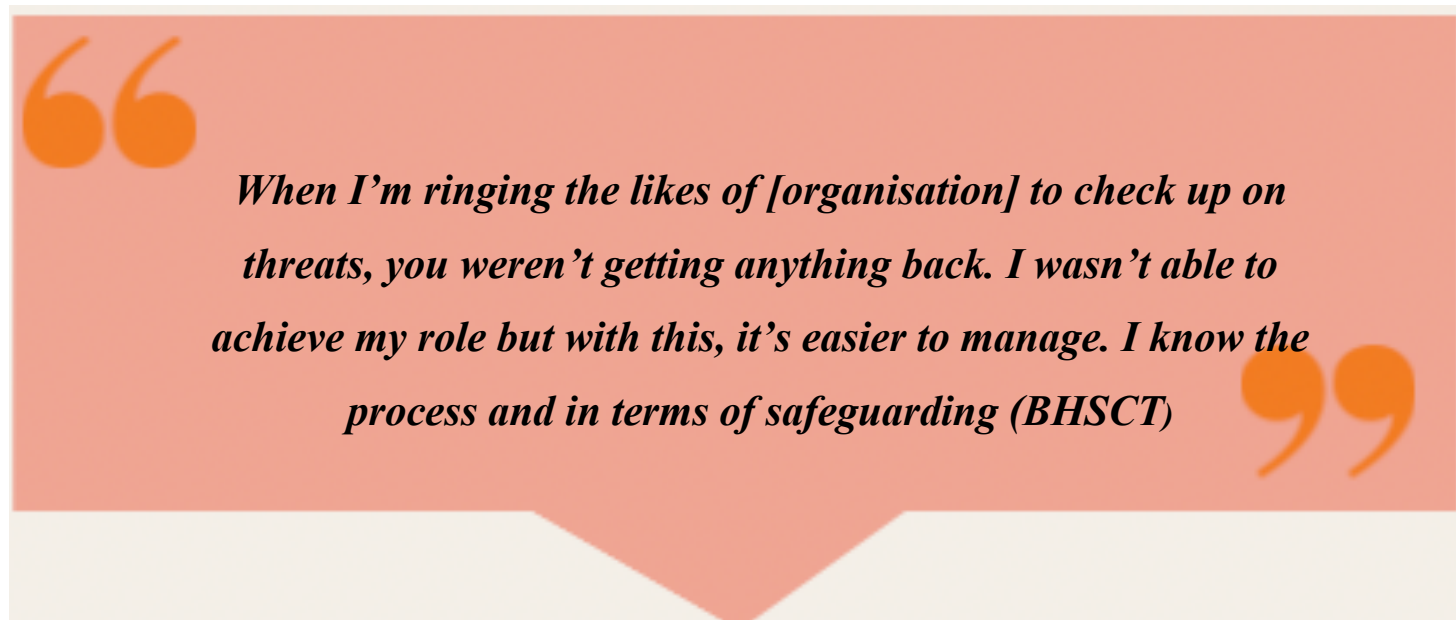 When I’m ringing the likes of [organisation] to check up on
threats, you weren’t getting anything back. I wasn’t able to
achieve my role but with this, it’s easier to manage. I know the
process and in terms of safeguarding (BHSCT)